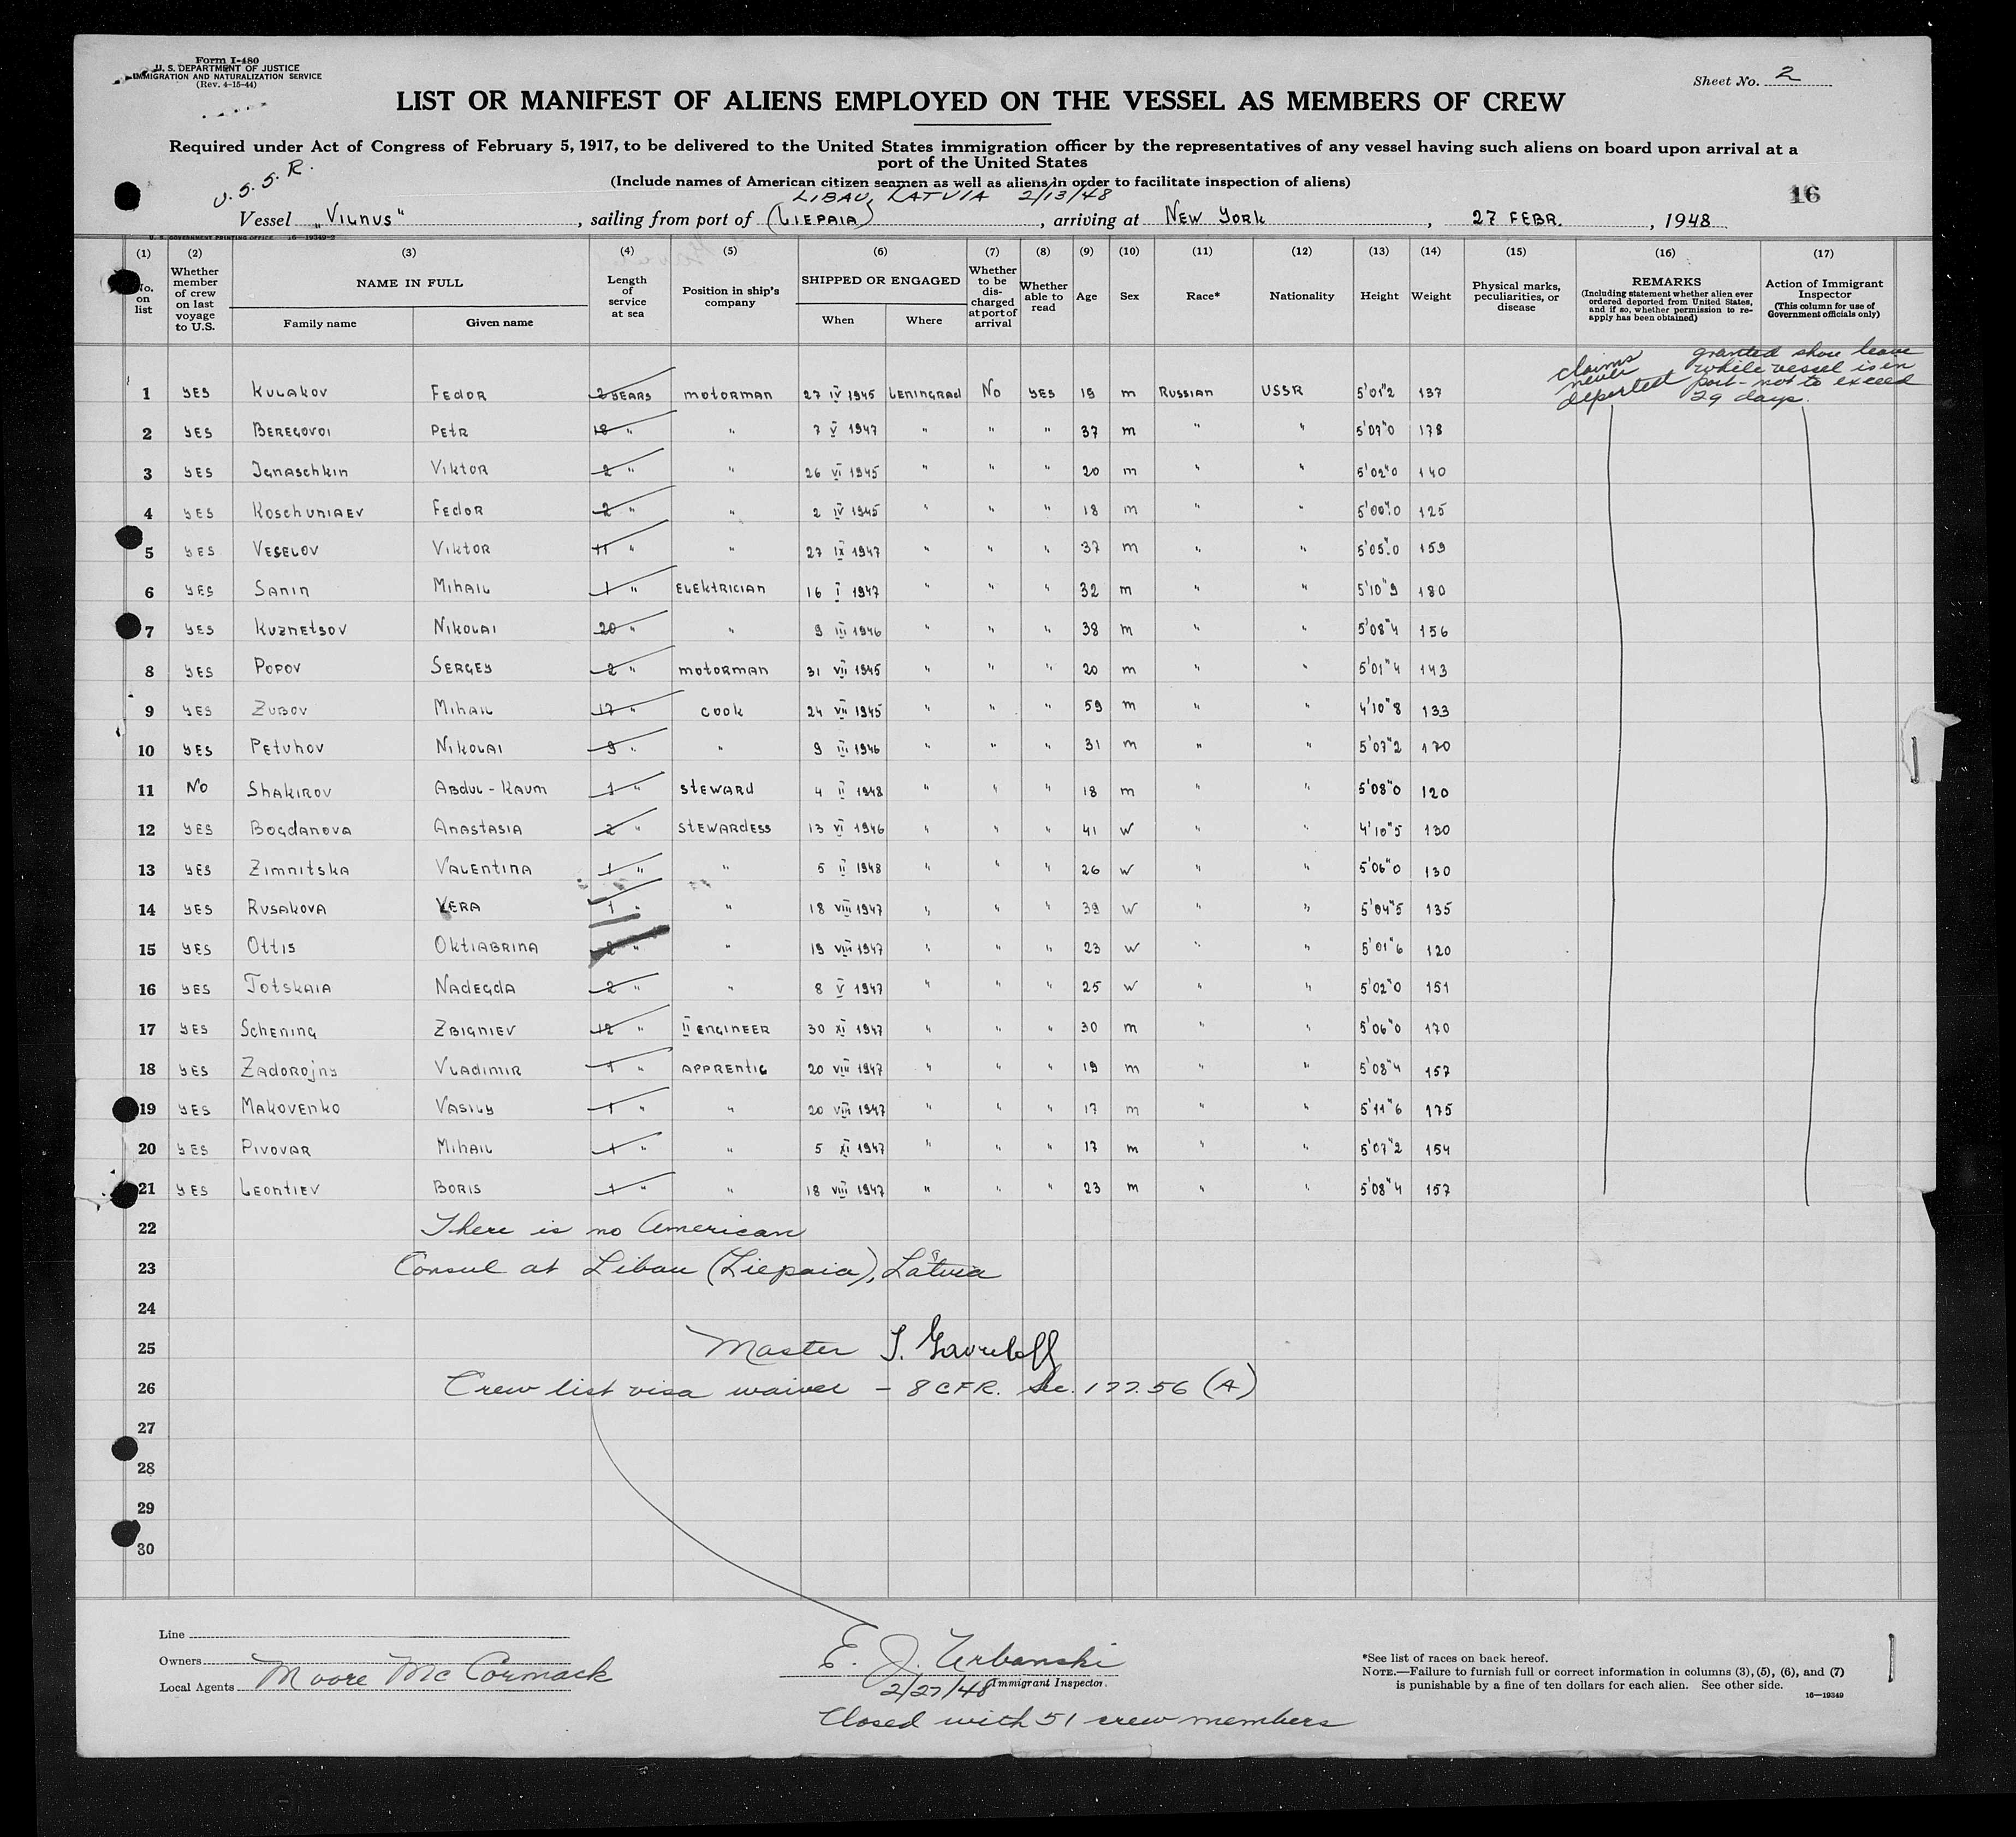 Form I-480
U. S. DEPARTMENT OF JUSTICE
IMMIGRATION AND NATURALIZATION SERVICE
(Rev. 4-15-44)
Sheet No. 2
LIST OR MANIFEST OF ALIENS EMPLOYED ON THE VESSEL AS MEMBERS OF CREW
Required under Act of Congress of February 5, 1917, to be delivered to the United States immigration officer by the representatives of any vessel having such aliens on board upon arrival at a
port of the United States
(Include names of American citizen seamen as well as aliens in order to facilitate inspection of aliens)
U.S.S.R.
LIBAU, LATVIA 2/13/48
16
Vessel „VILNUS“, sailing from port of (LIEPAIA), arriving at NEW YORK, 27 FEBR., 1948
U. S. GOVERNMENT PRINTING OFFICE 16—19349-2
(1) (2) (3) (4) (5) (6) (7) (8) (9) (10) (11) (12) (13) (14) (15) (16) (17)
No. on list
Whether member of crew on last voyage to U.S.
NAME IN FULL
Family name
Given name
Length of service at sea
Position in ship's company
SHIPPED OR ENGAGED
When
Where
Whether to be discharged at port of arrival
Whether able to read
Age
Sex
Race*
Nationality
Height
Weight
Physical marks, peculiarities, or disease
REMARKS
(Including statement whether alien ever ordered deported from United States, and if so, whether permission to re-apply has been obtained)
Action of Immigrant Inspector
(This column for use of Government officials only)
claims never deported
granted shore leave while vessel is in port - not to exceed 29 days.
1 YES KULAKOV FEDOR 2 YEARS MOTORMAN 27 IV 1945 LENINGRAD NO YES 19 M RUSSIAN USSR 5'01"2 137
2 YES BEREGOVOI PETR 18 " " 7 V 1947 " " " 37 M " " 5'07"0 178
3 YES IGNASCHKIN VIKTOR 2 " " 26 VI 1945 " " " 20 M " " 5'02"0 140
4 YES KOSCHUNIAEV FEDOR 2 " " 2 IV 1945 " " " 18 M " " 5'00"0 125
5 YES VESELOV VIKTOR 11 " " 27 IX 1947 " " " 37 M " " 5'05"0 159
6 YES SANIN MIHAIL 1 " ELEKTRICIAN 16 I 1947 " " " 32 M " " 5'10"9 180
7 YES KUZNETSOV NIKOLAI 20 " " 9 III 1946 " " " 38 M " " 5'08"4 156
8 YES POPOV SERGEY 2 " MOTORMAN 31 VII 1945 " " " 20 M " " 5'01"4 143
9 YES ZUBOV MIHAIL 17 " COOK 24 VII 1945 " " " 59 M " " 4'10"8 133
10 YES PETUHOV NIKOLAI 9 " " 9 III 1946 " " " 31 M " " 5'07"2 170
11 NO SHAKIROV ABDUL-KAUM 1 " STEWARD 4 II 1948 " " " 18 M " " 5'08"0 120
12 YES BOGDANOVA ANASTASIA 2 " STEWARDESS 13 VI 1946 " " " 41 W " " 4'10"5 130
13 YES ZIMNITSKA VALENTINA 1 " " 5 II 1948 " " " 26 W " " 5'06"0 130
14 YES RUSAKOVA VERA 1 " " 18 VIII 1947 " " " 39 W " " 5'04"5 135
15 YES OTTIS OKTIABRINA 2 " " 19 VIII 1947 " " " 23 W " " 5'01"6 120
16 YES TOTSKAIA NADEGDA 2 " " 8 V 1947 " " " 25 W " " 5'02"0 151
17 YES SCHENING ZBIGNIEV 12 " II ENGINEER 30 XI 1947 " " " 30 M " " 5'06"0 170
18 YES ZADOROJNY VLADIMIR 1 " APPRENTIC 20 VIII 1947 " " " 19 M " " 5'08"4 157
19 YES MAKOVENKO VASILY 1 " " 20 VIII 1947 " " " 17 M " " 5'11"6 175
20 YES PIVOVAR MIHAIL 1 " " 5 XI 1947 " " " 17 M " " 5'07"2 154
21 YES LEONTIEV BORIS 1 " " 18 VIII 1947 " " " 23 M " " 5'08"4 157
22 There is no American
23 Consul at Libau (Liepaia), Latvia
24
25 Master
26 Crew list visa waiver - 8 CFR. Sec. 177.56 (A)
27
28
29
30
Line
Owners
Local Agents Moore McCormack
E. J. Urbanski
2/27/48 Immigrant Inspector.
Closed with 51 crew members
*See list of races on back hereof.
NOTE.—Failure to furnish full or correct information in columns (3), (5), (6), and (7)
is punishable by a fine of ten dollars for each alien. See other side.
16—19349